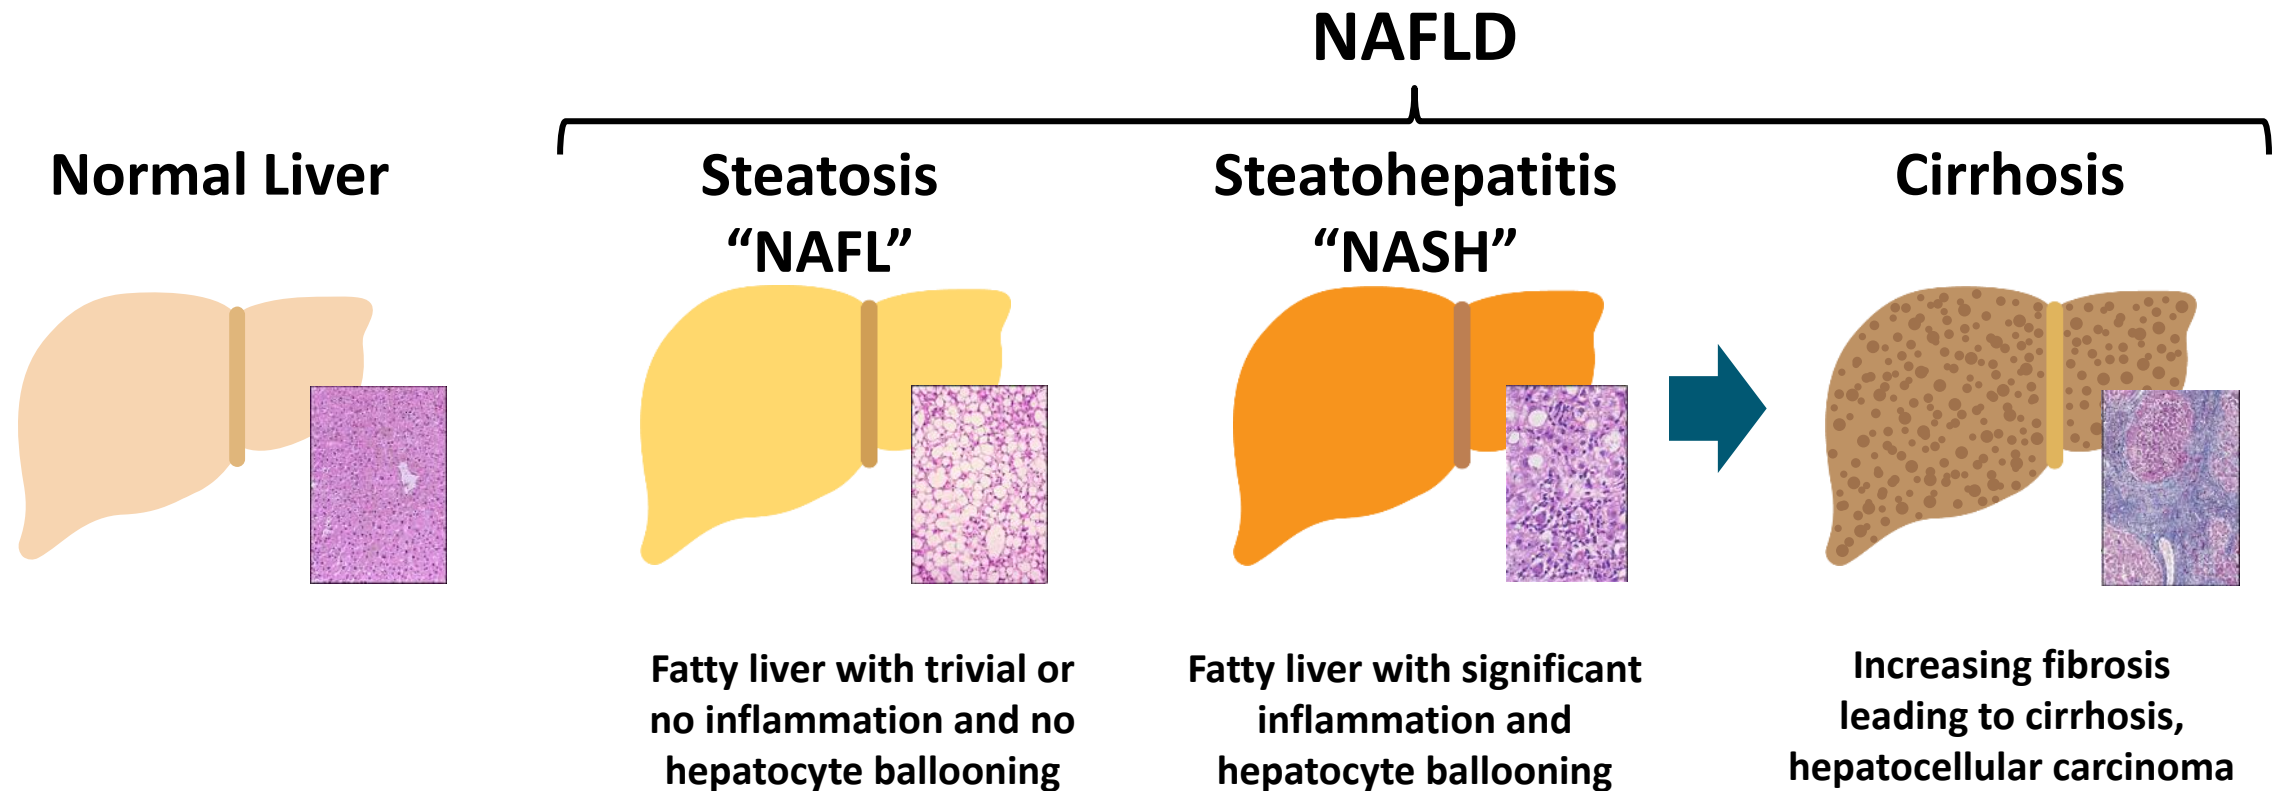 NAFLD
Normal Liver
Steatosis
“NAFL”
Steatohepatitis
“NASH”
Cirrhosis
Fatty liver with trivial or
no inflammation and no
hepatocyte ballooning
Fatty liver with significant
inflammation and
hepatocyte ballooning
Increasing fibrosis
leading to cirrhosis,
hepatocellular carcinoma